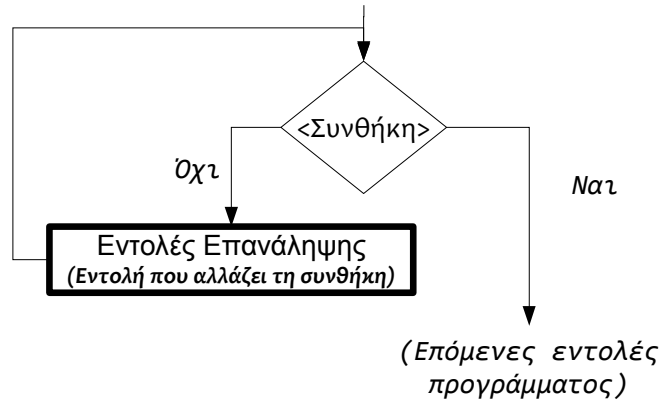 <Συνθήκη>
Όχι
Ναι
Εντολές Επανάληψης
(Εντολή που αλλάζει τη συνθήκη)
(Επόμενες εντολές
προγράμματος)